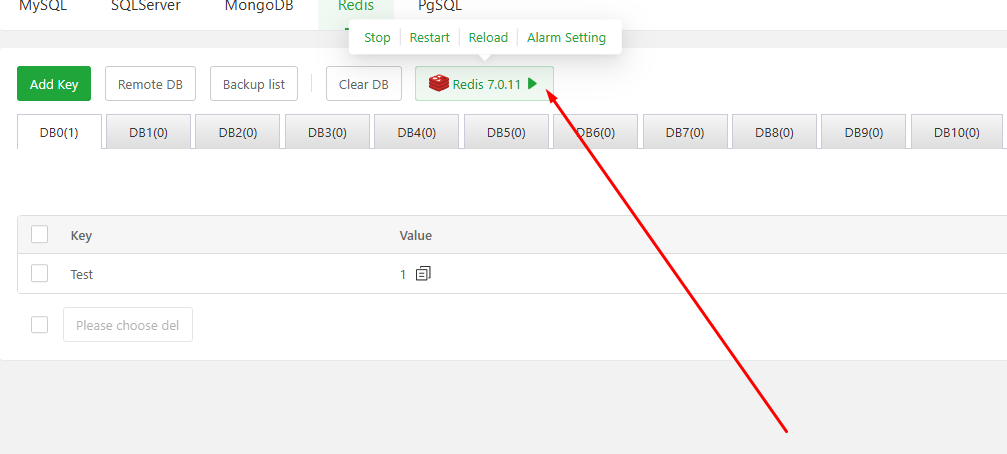 MySQL SQLServer MongoDB Redis PgSQL
Stop Restart Reload Alarm Setting
Add Key Remote DB Backup list Clear DB Redis 7.0.11
DB0(1) DB1(0) DB2(0) DB3(0) DB4(0) DB5(0) DB6(0) DB7(0) DB8(0) DB9(0) DB10(0)
Key Value
Test 1
Please choose del